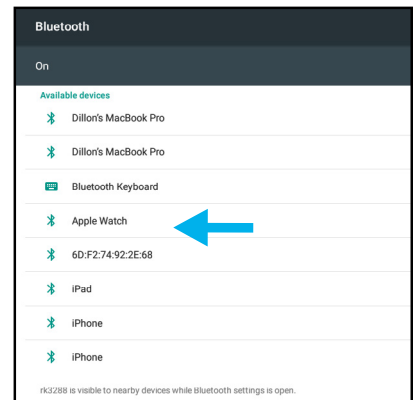 Bluetooth
On
Available devices
Dillon's MacBook Pro
Dillon's MacBook Pro
Bluetooth Keyboard
Apple Watch
6D:F2:74:92:2E:68
iPad
iPhone
iPhone
rk3288 is visible to nearby devices while Bluetooth settings is open.